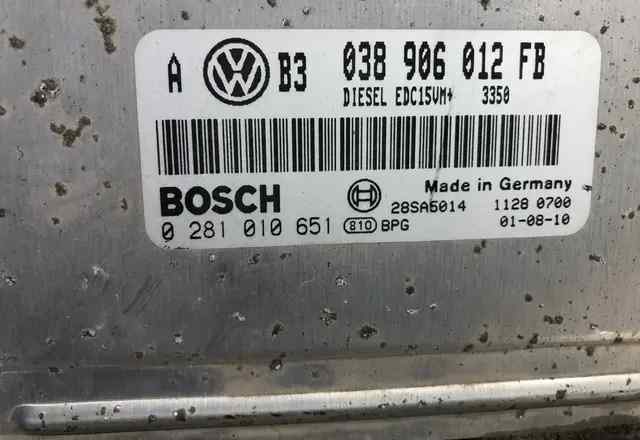 A VW B3 038 906 012 FB
DIESEL EDC15VM+ 3350
BOSCH Made in Germany
28SA5014 1128 0700
0 281 010 651 810 BPG 01-08-10